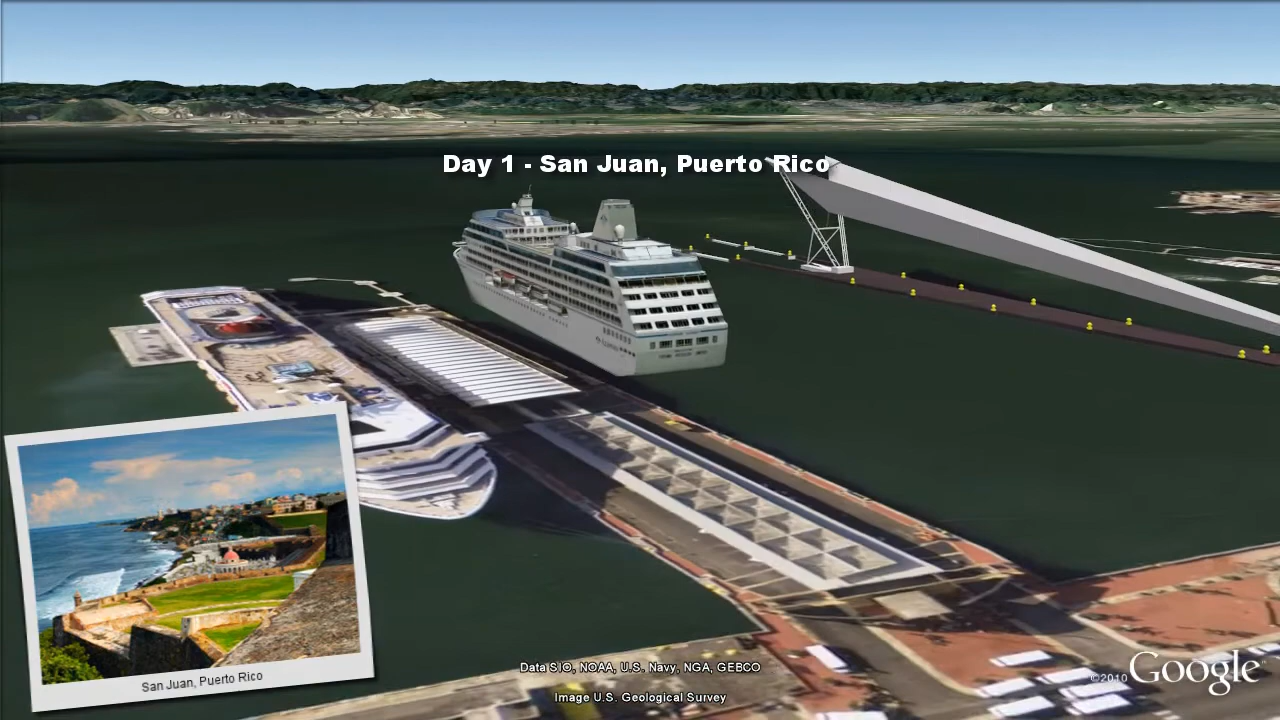 Day 1 - San Juan, Puerto Rico
San Juan, Puerto Rico
Data SIO, NOAA, U.S. Navy, NGA, GEBCO
Image U.S. Geological Survey
©2010 Google